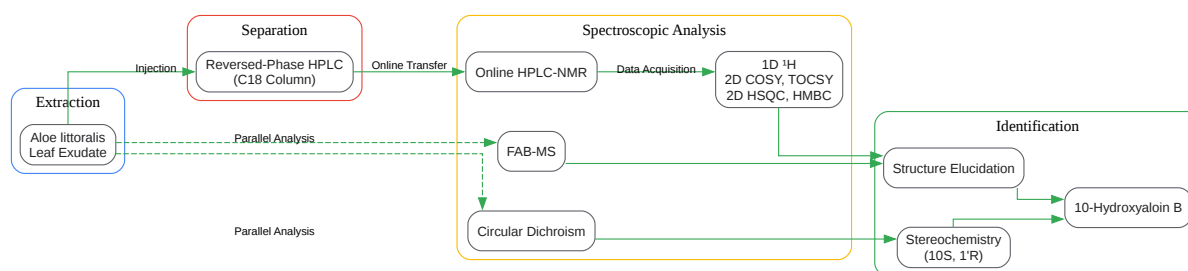 Separation
Spectroscopic Analysis
Reversed-Phase HPLC
(C18 Column)
Injection
Online Transfer
Online HPLC-NMR
Data Acquisition
1D ¹H
2D COSY, TOCSY
2D HSQC, HMBC
Extraction
Aloe littoralis
Leaf Exudate
Parallel Analysis
FAB-MS
Identification
Structure Elucidation
10-Hydroxyaloin B
Parallel Analysis
Circular Dichroism
Stereochemistry
(10S, 1'R)